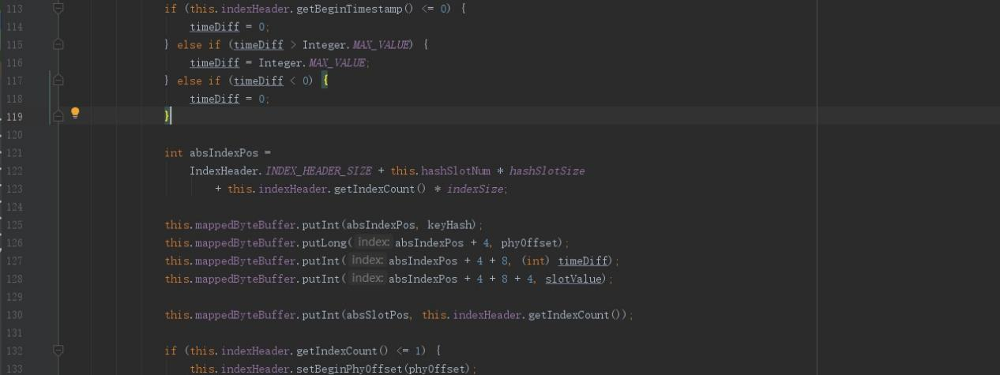 113 if (this.indexHeader.getBeginTimestamp() <= 0) {
114 timeDiff = 0;
115 } else if (timeDiff > Integer.MAX_VALUE) {
116 timeDiff = Integer.MAX_VALUE;
117 } else if (timeDiff < 0) {
118 timeDiff = 0;
119 }
120
121 int absIndexPos =
122 IndexHeader.INDEX_HEADER_SIZE + this.hashSlotNum * hashSlotSize
123 + this.indexHeader.getIndexCount() * indexSize;
124
125 this.mappedByteBuffer.putInt(absIndexPos, keyHash);
126 this.mappedByteBuffer.putLong( index: absIndexPos + 4, phyOffset);
127 this.mappedByteBuffer.putInt( index: absIndexPos + 4 + 8, (int) timeDiff);
128 this.mappedByteBuffer.putInt( index: absIndexPos + 4 + 8 + 4, slotValue);
129
130 this.mappedByteBuffer.putInt(absSlotPos, this.indexHeader.getIndexCount());
131
132 if (this.indexHeader.getIndexCount() <= 1) {
133 this.indexHeader.setBeginPhyOffset(phyOffset);